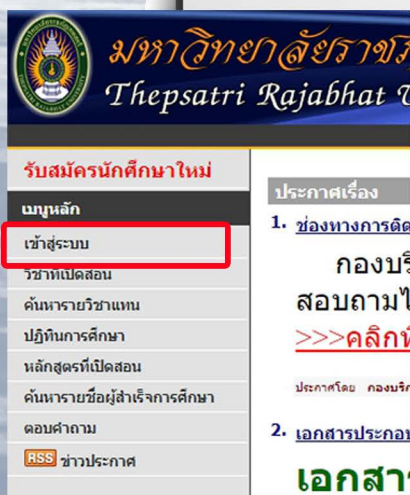 มหาวิทยาลัยราชภ
Thepsatri Rajabhat U
รับสมัครนักศึกษาใหม่
เมนูหลัก
เข้าสู่ระบบ
วิชาที่เปิดสอน
ค้นหารายวิชาแทน
ปฏิทินการศึกษา
หลักสูตรที่เปิดสอน
ค้นหารายชื่อผู้สำเร็จการศึกษา
ตอบคำถาม
RSS ข่าวประกาศ
ประกาศเรื่อง
1. ช่องทางการติด
กองบริ
สอบถามไ
>>>คลิกที่
ประกาศโดย กองบริก
2. เอกสารประกอบ
เอกสาร